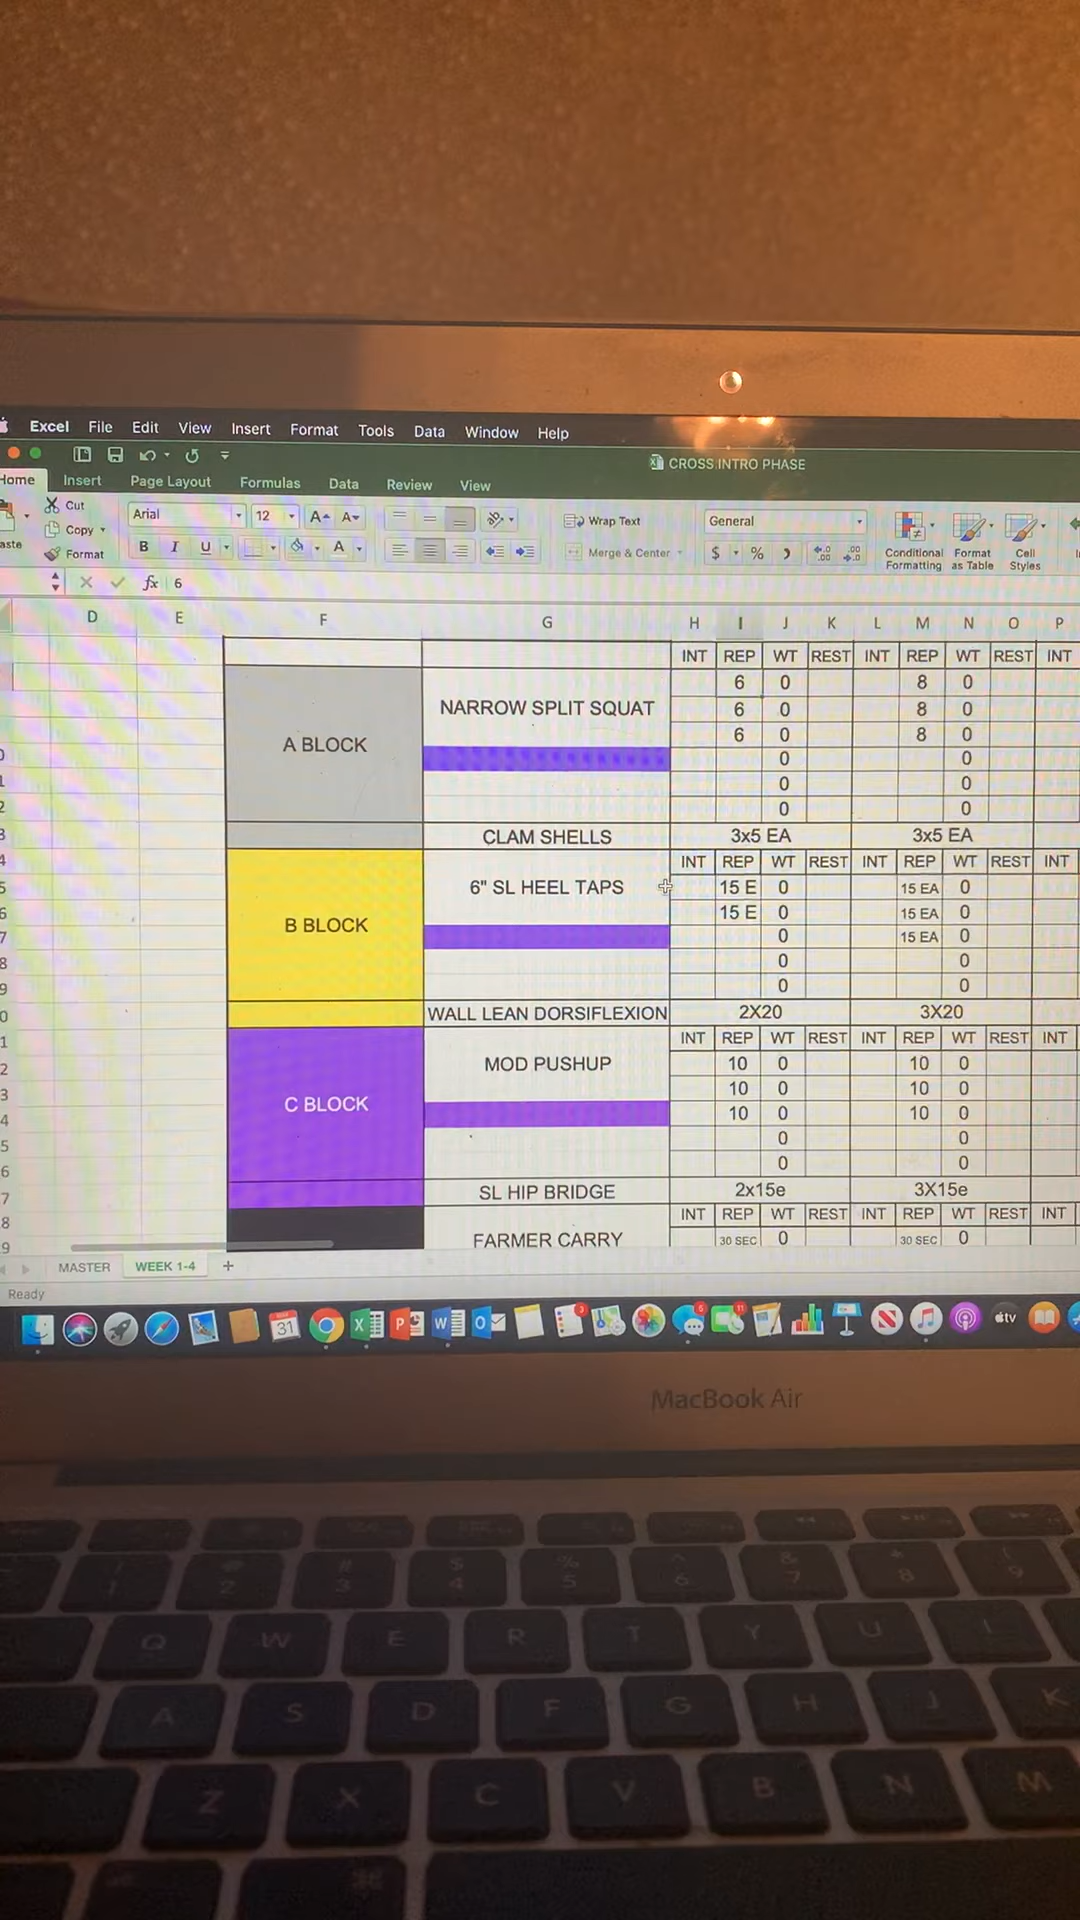 Excel File Edit View Insert Format Tools Data Window Help
CROSS.INTRO PHASE
Home Insert Page Layout Formulas Data Review View
Cut
Copy
Format
Arial 12 A A
B I U A
Wrap Text
Merge & Center
General
$ % )
Conditional Formatting
Format as Table
Cell Styles
fx 6
D E F G H I J K L M N O P
INT REP WT REST INT REP WT REST INT
6 0 8 0
NARROW SPLIT SQUAT 6 0 8 0
6 0 8 0
A BLOCK
0 0
0 0
0 0
CLAM SHELLS 3x5 EA 3x5 EA
INT REP WT REST INT REP WT REST INT
6" SL HEEL TAPS 15 E 0 15 EA 0
15 E 0 15 EA 0
B BLOCK
0 15 EA 0
0 0
0 0
WALL LEAN DORSIFLEXION 2X20 3X20
INT REP WT REST INT REP WT REST INT
MOD PUSHUP 10 0 10 0
10 0 10 0
C BLOCK
10 0 10 0
0 0
0 0
SL HIP BRIDGE 2x15e 3X15e
INT REP WT REST INT REP WT REST INT
FARMER CARRY 30 SEC 0 30 SEC 0
MASTER WEEK 1-4 +
Ready
31
tv
MacBook Air
Q W E R T Y U I
A S D F G H J K
Z X C V B N M